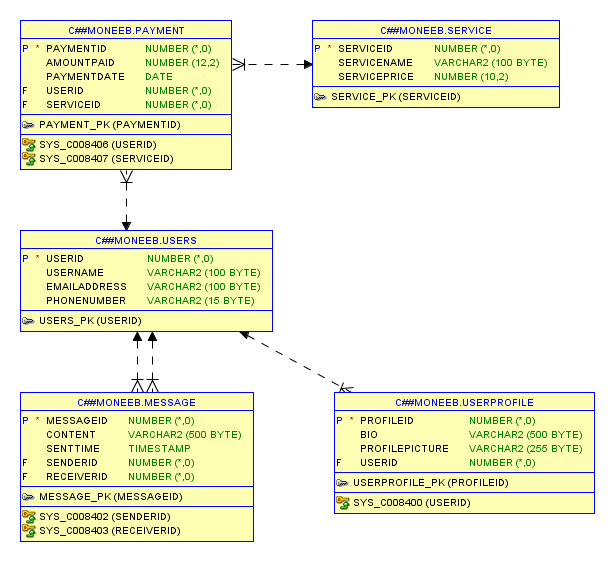 C##MONEEB.PAYMENT
P * PAYMENTID NUMBER (*,0)
AMOUNTPAID NUMBER (12,2)
PAYMENTDATE DATE
F USERID NUMBER (*,0)
F SERVICEID NUMBER (*,0)
PAYMENT_PK (PAYMENTID)
SYS_C008406 (USERID)
SYS_C008407 (SERVICEID)
C##MONEEB.SERVICE
P * SERVICEID NUMBER (*,0)
SERVICENAME VARCHAR2 (100 BYTE)
SERVICEPRICE NUMBER (10,2)
SERVICE_PK (SERVICEID)
C##MONEEB.USERS
P * USERID NUMBER (*,0)
USERNAME VARCHAR2 (100 BYTE)
EMAILADDRESS VARCHAR2 (100 BYTE)
PHONENUMBER VARCHAR2 (15 BYTE)
USERS_PK (USERID)
C##MONEEB.MESSAGE
P * MESSAGEID NUMBER (*,0)
CONTENT VARCHAR2 (500 BYTE)
SENTTIME TIMESTAMP
F SENDERID NUMBER (*,0)
F RECEIVERID NUMBER (*,0)
MESSAGE_PK (MESSAGEID)
SYS_C008402 (SENDERID)
SYS_C008403 (RECEIVERID)
C##MONEEB.USERPROFILE
P * PROFILEID NUMBER (*,0)
BIO VARCHAR2 (500 BYTE)
PROFILEPICTURE VARCHAR2 (255 BYTE)
F USERID NUMBER (*,0)
USERPROFILE_PK (PROFILEID)
SYS_C008400 (USERID)